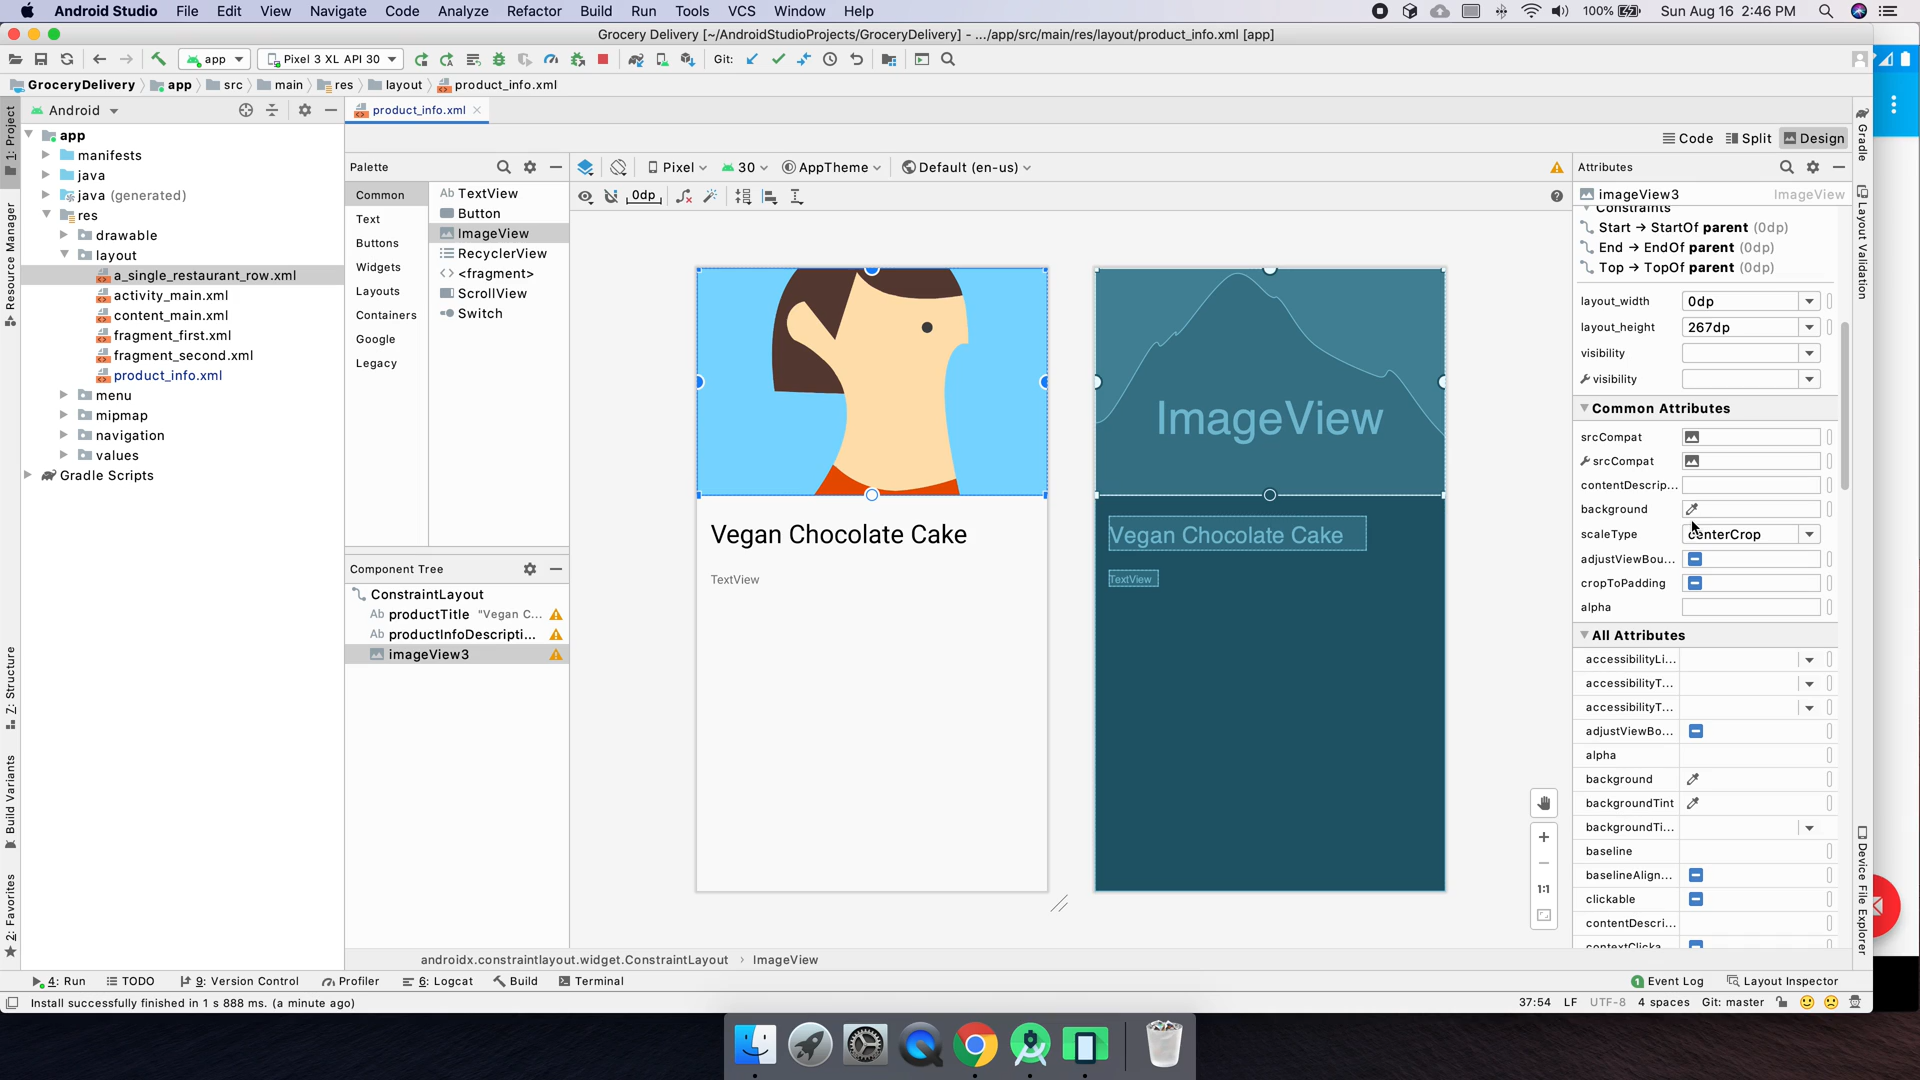 Android Studio File Edit View Navigate Code Analyze Refactor Build Run Tools VCS Window Help 100% Sun Aug 16 2:46 PM
Grocery Delivery [~/AndroidStudioProjects/GroceryDelivery] - .../app/src/main/res/layout/product_info.xml [app]
app Pixel 3 XL API 30 Git:
GroceryDelivery app src main res layout product_info.xml
Android product_info.xml
Code Split Design
Palette Pixel 30 AppTheme Default (en-us) Attributes
0dp
Common
Text
Buttons
Widgets
Layouts
Containers
Google
Legacy
Ab TextView
Button
ImageView
RecyclerView
<fragment>
ScrollView
Switch
app
manifests
java
java (generated)
res
drawable
layout
a_single_restaurant_row.xml
activity_main.xml
content_main.xml
fragment_first.xml
fragment_second.xml
product_info.xml
menu
mipmap
navigation
values
Gradle Scripts
Component Tree
ConstraintLayout
Ab productTitle "Vegan C...
Ab productInfoDescripti...
imageView3
Vegan Chocolate Cake
TextView
ImageView
Vegan Chocolate Cake
TextView
1:1
imageView3 ImageView
Constraints
Start → StartOf parent (0dp)
End → EndOf parent (0dp)
Top → TopOf parent (0dp)
layout_width 0dp
layout_height 267dp
visibility
visibility
Common Attributes
srcCompat
srcCompat
contentDescrip...
background
scaleType centerCrop
adjustViewBou...
cropToPadding
alpha
All Attributes
accessibilityLi...
accessibilityT...
accessibilityT...
adjustViewBo...
alpha
background
backgroundTint
backgroundTi...
baseline
baselineAlign...
clickable
contentDescri...
contextClicka...
1: Project
Resource Manager
Z: Structure
Build Variants
2: Favorites
Gradle
Layout Validation
Device File Explorer
androidx.constraintlayout.widget.ConstraintLayout › ImageView
4: Run TODO 9: Version Control Profiler 6: Logcat Build Terminal 1 Event Log Layout Inspector
Install successfully finished in 1 s 888 ms. (a minute ago) 37:54 LF UTF-8 4 spaces Git: master